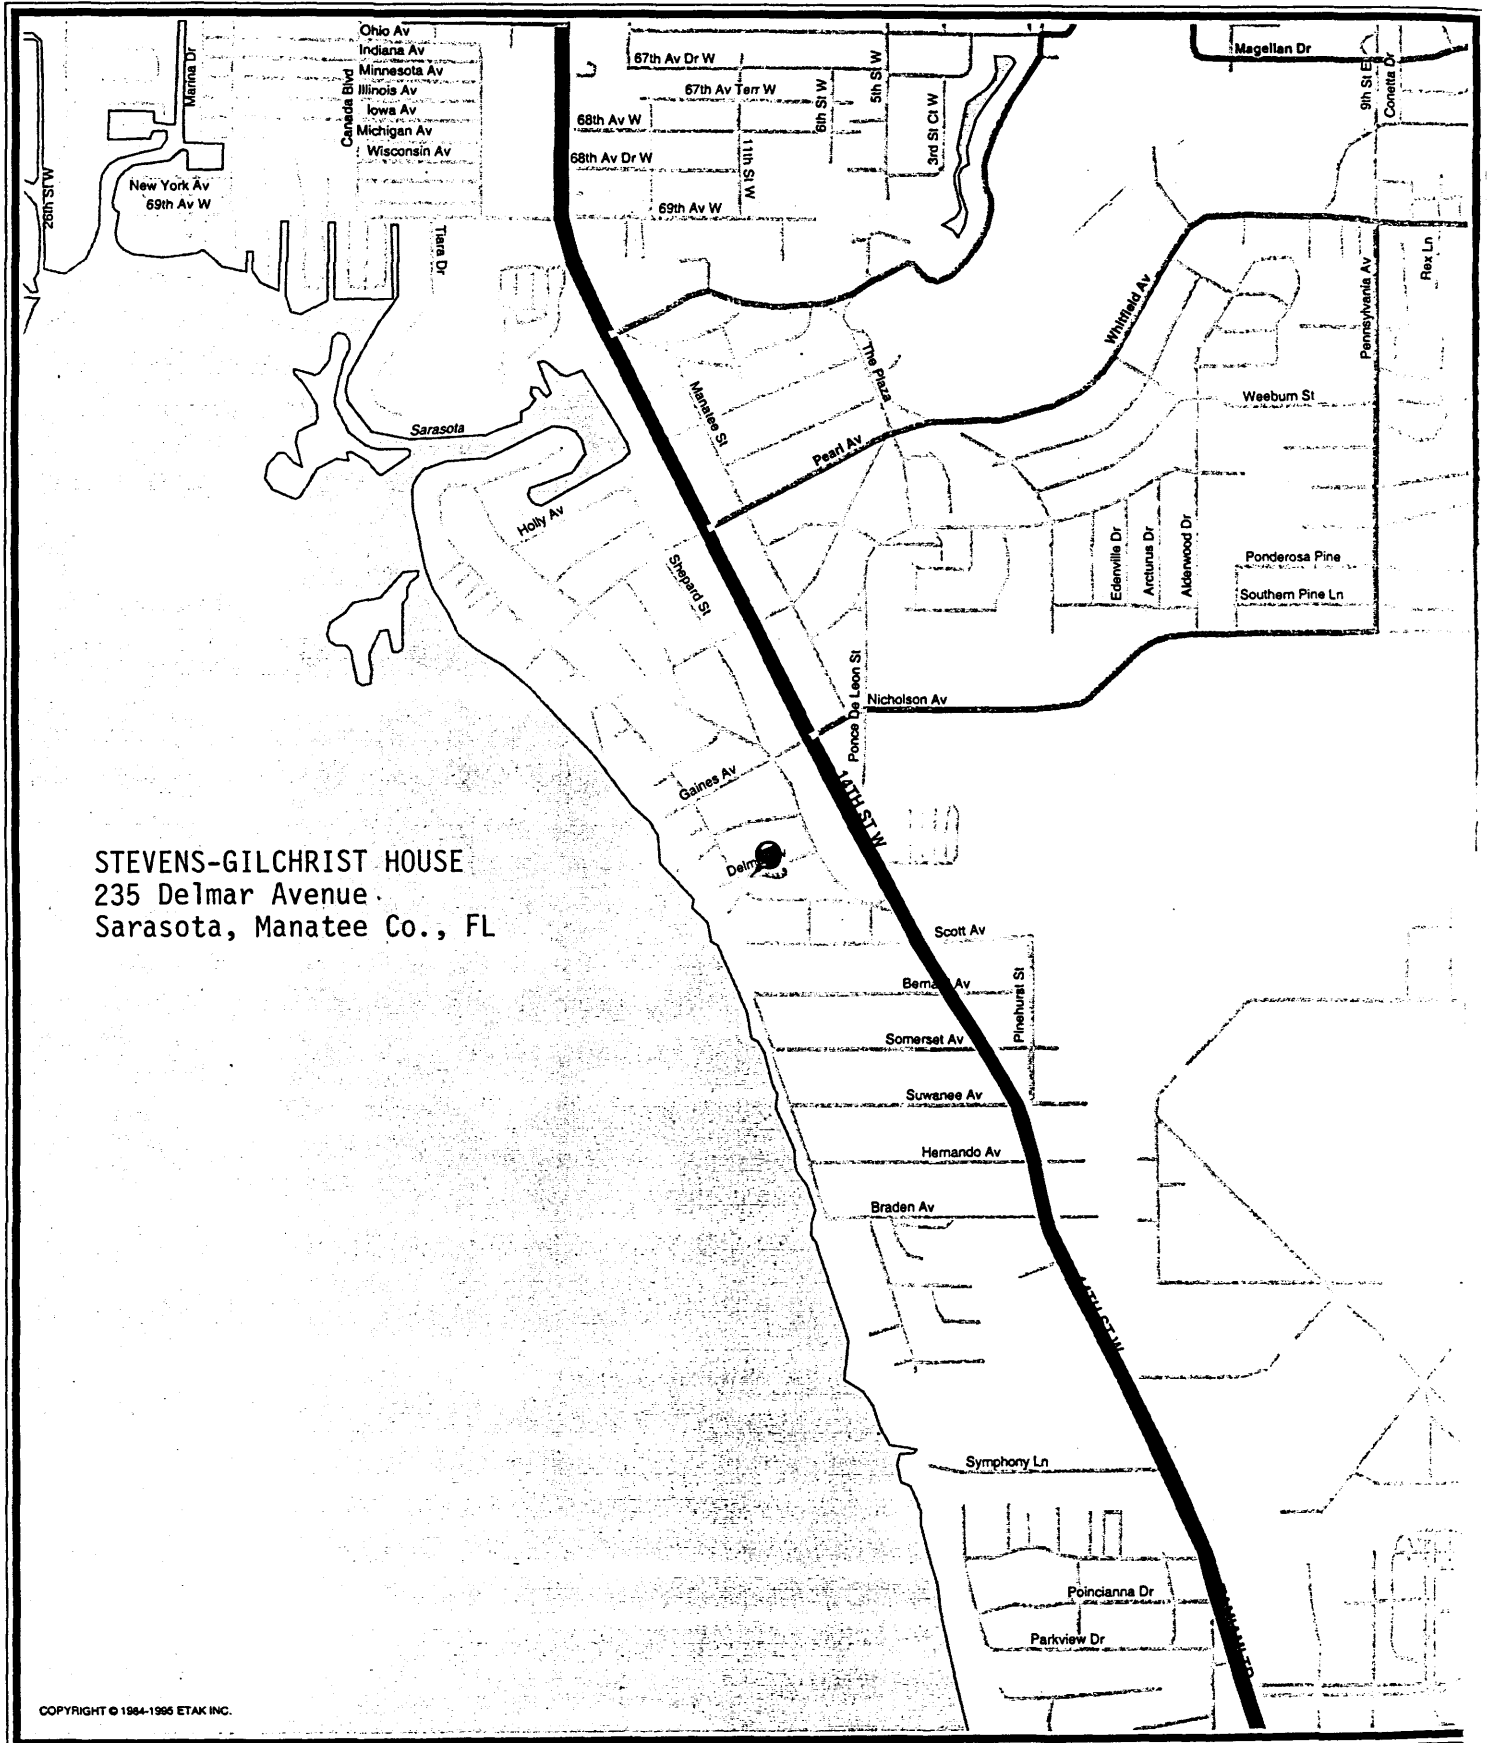 Ohio Av
Indiana Av
Minnesota Av
Illinois Av
Iowa Av
Michigan Av
Wisconsin Av
Canada Blvd
Marina Dr
New York Av
69th Av W
26th St W
Tiara Dr
67th Av Dr W
67th Av Terr W
68th Av W
68th Av Dr W
69th Av W
11th St W
6th St W
5th St W
3rd St Ct W
Magellan Dr
9th St E
Conetta Dr
Rex Ln
Pennsylvania Av
Whitfield Av
The Plaza
Manatee St
Pearl Av
Weeburn St
Sarasota
Holly Av
Shepard St
Edenville Dr
Arcturus Dr
Alderwood Dr
Ponderosa Pine
Southern Pine Ln
Ponce De Leon St
Nicholson Av
Gaines Av
14TH ST W
STEVENS-GILCHRIST HOUSE
235 Delmar Avenue
Sarasota, Manatee Co., FL
Scott Av
Pinehurst St
Somerset Av
Suwanee Av
Hernando Av
Braden Av
14TH ST W
Symphony Ln
Poincianna Dr
Parkview Dr
COPYRIGHT © 1984-1995 ETAK INC.